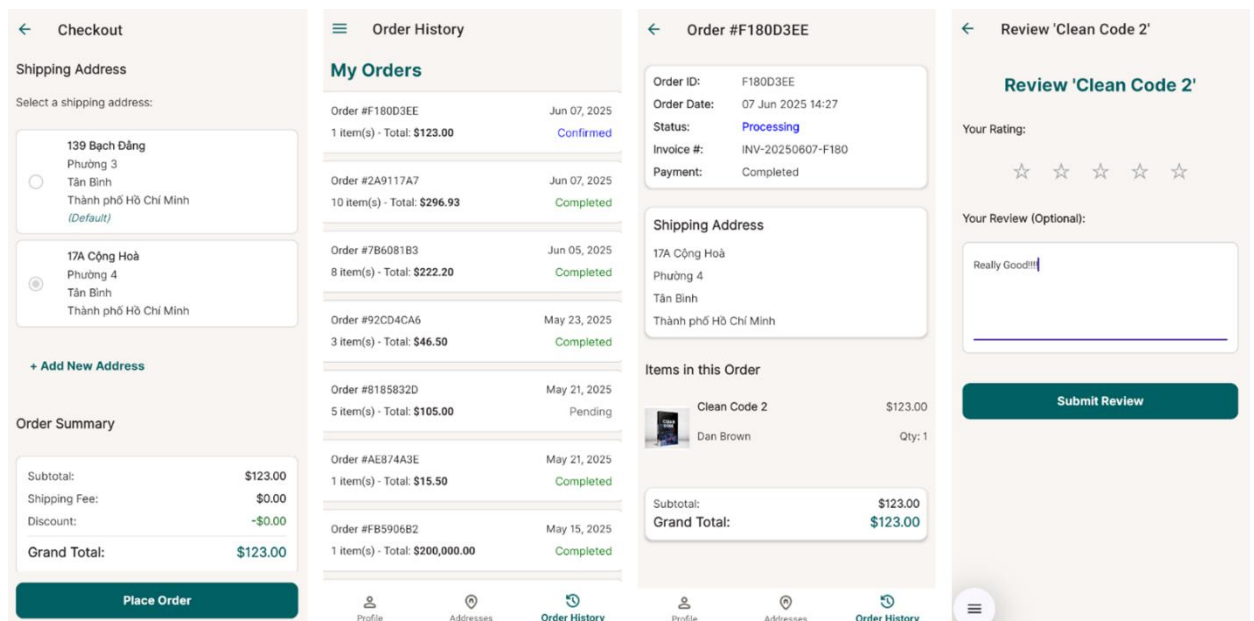 Checkout
Shipping Address
Select a shipping address:
139 Bạch Đằng
Phường 3
Tân Bình
Thành phố Hồ Chí Minh
(Default)
17A Cộng Hoà
Phường 4
Tân Bình
Thành phố Hồ Chí Minh
+ Add New Address
Order Summary
Subtotal: $123.00
Shipping Fee: $0.00
Discount: -$0.00
Grand Total: $123.00
Place Order
Order History
My Orders
Order #F180D3EE Jun 07, 2025
1 item(s) - Total: $123.00 Confirmed
Order #2A9117A7 Jun 07, 2025
10 item(s) - Total: $296.93 Completed
Order #7B6081B3 Jun 05, 2025
8 item(s) - Total: $222.20 Completed
Order #92CD4CA6 May 23, 2025
3 item(s) - Total: $46.50 Completed
Order #8185832D May 21, 2025
5 item(s) - Total: $105.00 Pending
Order #AE874A3E May 21, 2025
1 item(s) - Total: $15.50 Completed
Order #FB5906B2 May 15, 2025
1 item(s) - Total: $200,000.00 Completed
Profile Addresses Order History
Order #F180D3EE
Order ID: F180D3EE
Order Date: 07 Jun 2025 14:27
Status: Processing
Invoice #: INV-20250607-F180
Payment: Completed
Shipping Address
17A Cộng Hoà
Phường 4
Tân Bình
Thành phố Hồ Chí Minh
Items in this Order
Clean Code 2 $123.00
Dan Brown Qty: 1
Subtotal: $123.00
Grand Total: $123.00
Profile Addresses Order History
Review 'Clean Code 2'
Review 'Clean Code 2'
Your Rating:
Your Review (Optional):
Really Good!!!!
Submit Review